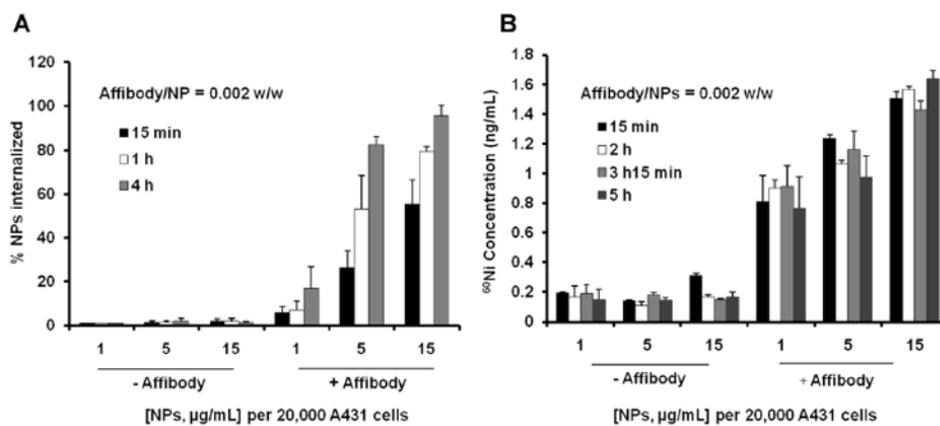 A
120
100
80
60
40
20
0
% NPs internalized
Affibody/NP = 0.002 w/w
15 min
1 h
4 h
1 5 15 1 5 15
- Affibody + Affibody
[NPs, µg/mL] per 20,000 A431 cells
B
1.8
1.6
1.4
1.2
1
0.8
0.6
0.4
0.2
0
⁶⁰Ni Concentration (ng/mL)
Affibody/NPs = 0.002 w/w
15 min
2 h
3 h15 min
5 h
1 5 15 1 5 15
- Affibody + Affibody
[NPs, µg/mL] per 20,000 A431 cells